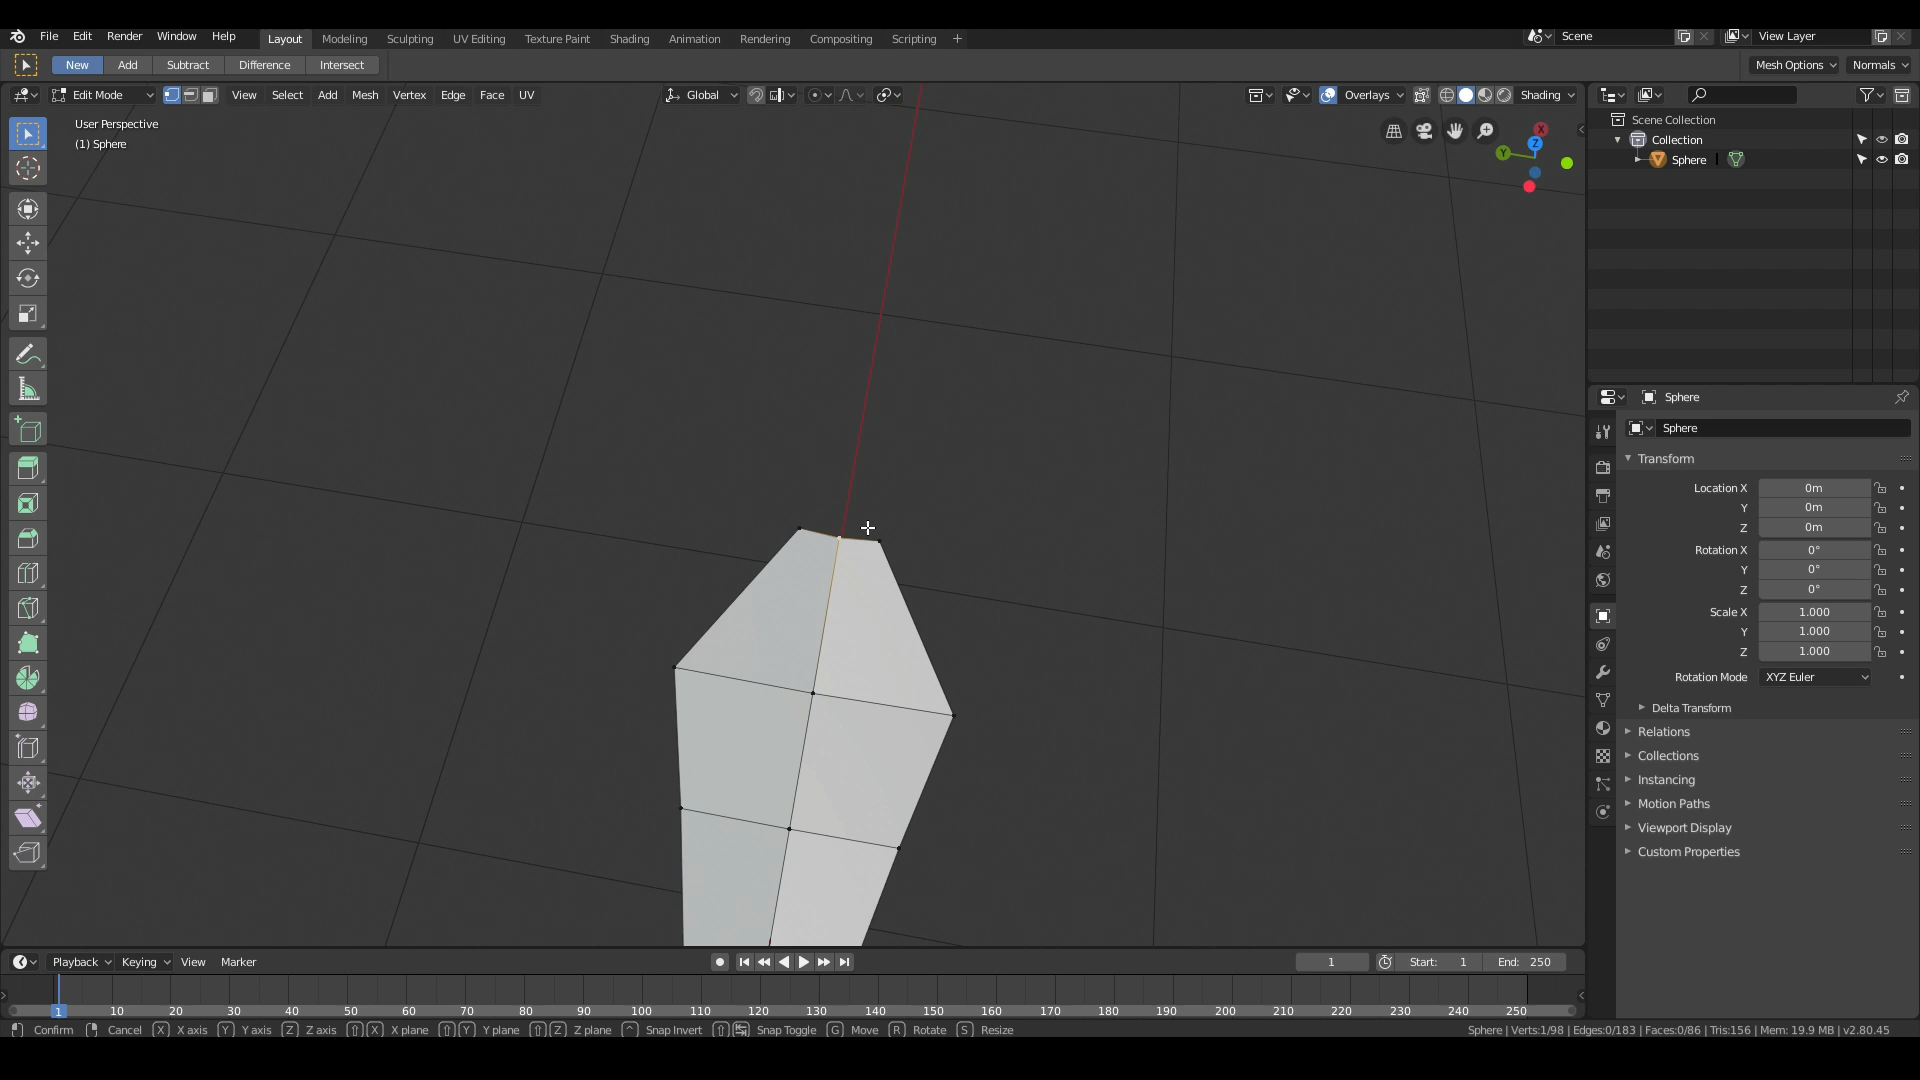 File Edit Render Window Help Layout Modeling Sculpting UV Editing Texture Paint Shading Animation Rendering Compositing Scripting + Scene View Layer
New Add Subtract Difference Intersect Mesh Options Normals
Edit Mode View Select Add Mesh Vertex Edge Face UV Global Overlays Shading
User Perspective
(1) Sphere
X
Y
Z
Scene Collection
Collection
Sphere
Sphere
Sphere
Transform
Location X 0m
Y 0m
Z 0m
Rotation X 0°
Y 0°
Z 0°
Scale X 1.000
Y 1.000
Z 1.000
Rotation Mode XYZ Euler
Delta Transform
Relations
Collections
Instancing
Motion Paths
Viewport Display
Custom Properties
Playback Keying View Marker 1 Start: 1 End: 250
1 10 20 30 40 50 60 70 80 90 100 110 120 130 140 150 160 170 180 190 200 210 220 230 240 250
Confirm Cancel X X axis Y Y axis Z Z axis X X plane Y Y plane Z Z plane ^ Snap Invert Snap Toggle G Move R Rotate S Resize Sphere | Verts:1/98 | Edges:0/183 | Faces:0/86 | Tris:156 | Mem: 19.9 MB | v2.80.45